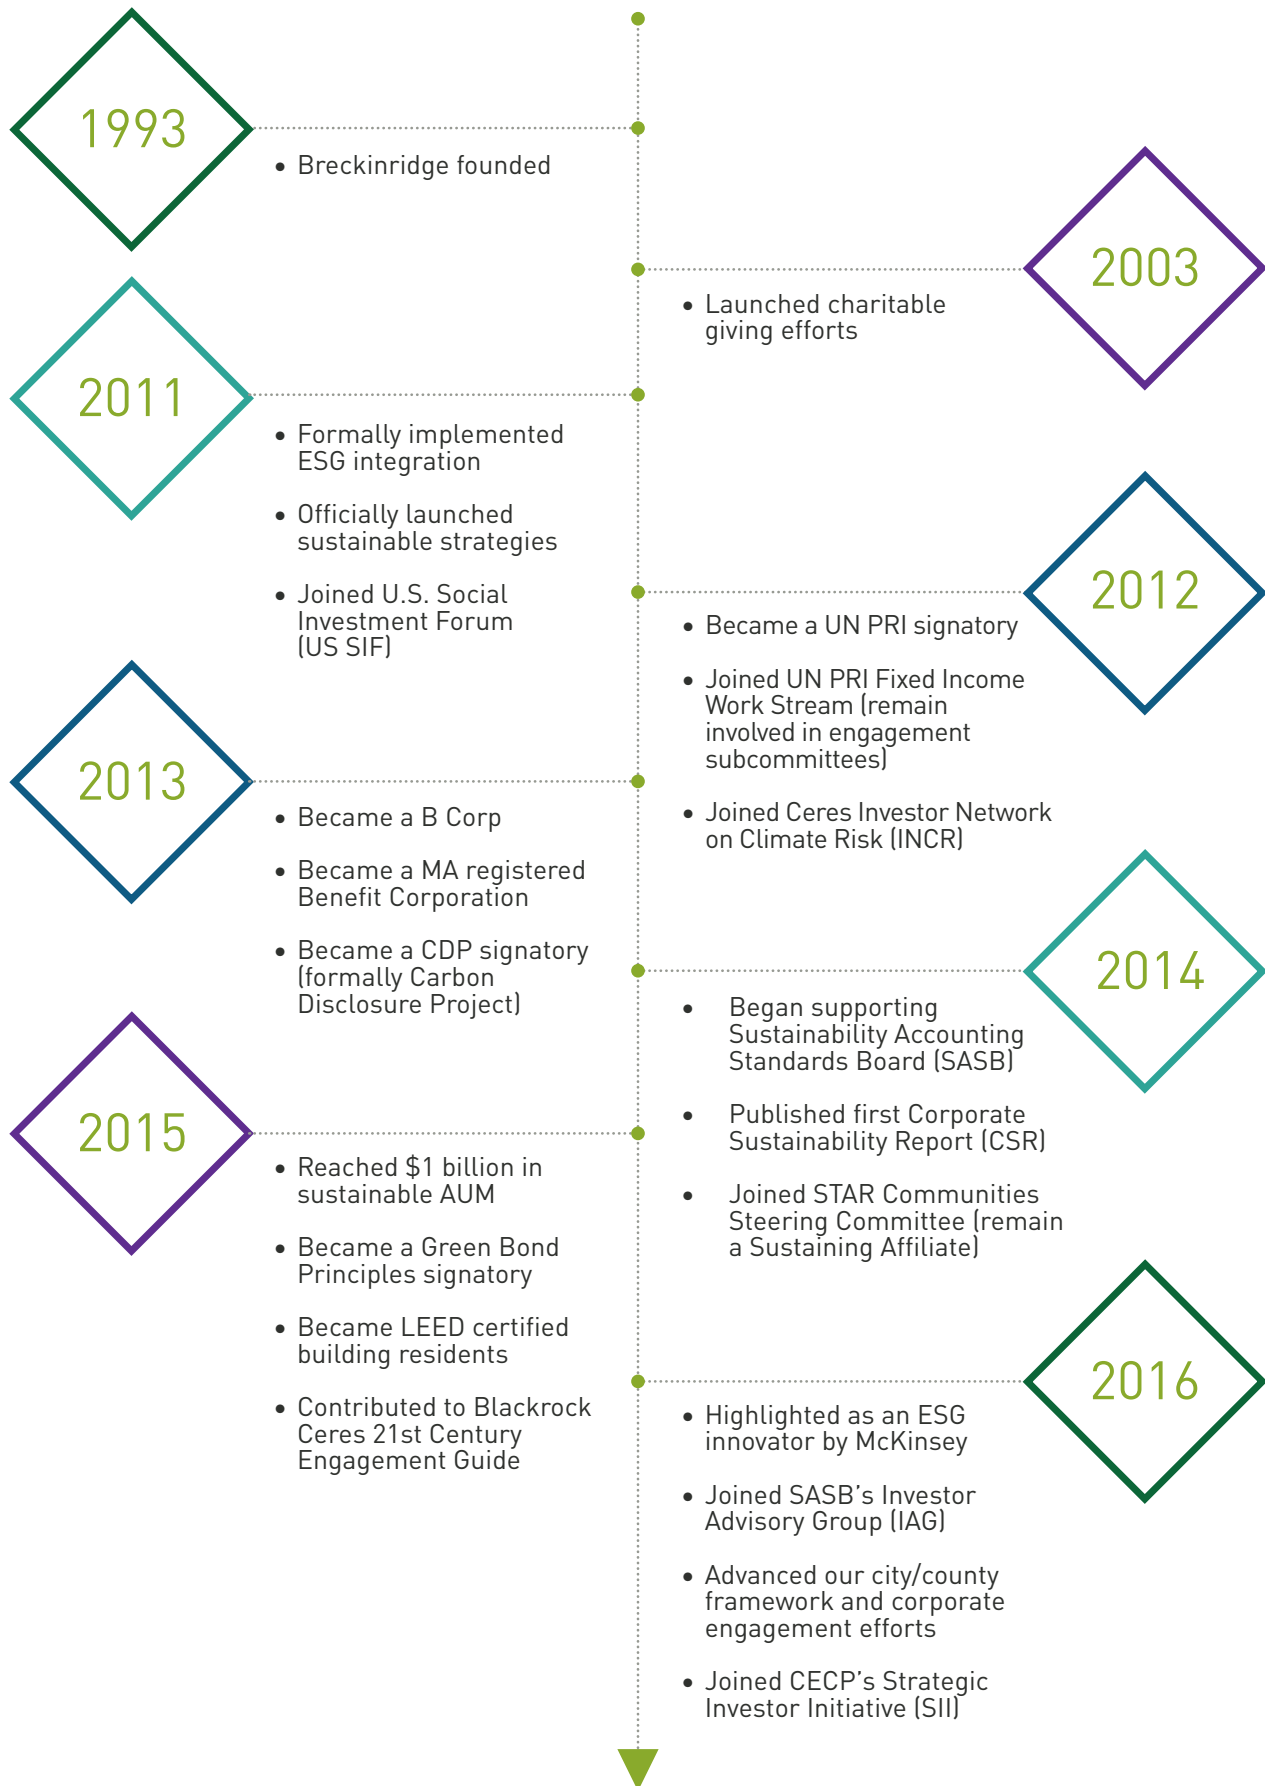 1993
• Breckinridge founded
2003
• Launched charitable
giving efforts
2011
• Formally implemented
ESG integration
• Officially launched
sustainable strategies
• Joined U.S. Social
Investment Forum
(US SIF)
2012
• Became a UN PRI signatory
• Joined UN PRI Fixed Income
Work Stream (remain
involved in engagement
subcommittees)
• Joined Ceres Investor Network
on Climate Risk (INCR)
2013
• Became a B Corp
• Became a MA registered
Benefit Corporation
• Became a CDP signatory
(formally Carbon
Disclosure Project)
2014
• Began supporting
Sustainability Accounting
Standards Board (SASB)
• Published first Corporate
Sustainability Report (CSR)
• Joined STAR Communities
Steering Committee (remain
a Sustaining Affiliate)
2015
• Reached $1 billion in
sustainable AUM
• Became a Green Bond
Principles signatory
• Became LEED certified
building residents
• Contributed to Blackrock
Ceres 21st Century
Engagement Guide
2016
• Highlighted as an ESG
innovator by McKinsey
• Joined SASB’s Investor
Advisory Group (IAG)
• Advanced our city/county
framework and corporate
engagement efforts
• Joined CECP’s Strategic
Investor Initiative (SII)